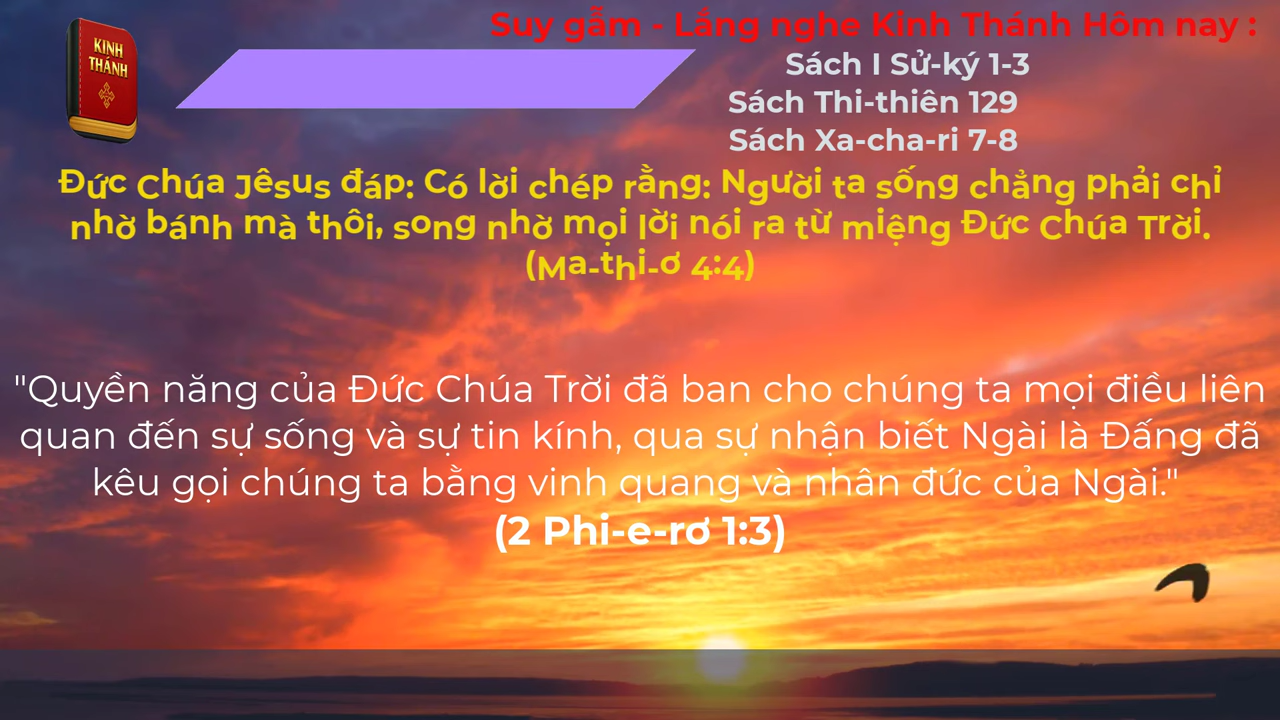 Suy gẫm - Lắng nghe Kinh Thánh Hôm nay :
KINH
THÁNH
Sách I Sử-ký 1-3
Sách Thi-thiên 129
Sách Xa-cha-ri 7-8
Đức Chúa Jêsus đáp: Có lời chép rằng: Người ta sống chẳng phải chỉ
nhờ bánh mà thôi, song nhờ mọi lời nói ra từ miệng Đức Chúa Trời.
(Ma-thi-ơ 4:4)
"Quyền năng của Đức Chúa Trời đã ban cho chúng ta mọi điều liên
quan đến sự sống và sự tin kính, qua sự nhận biết Ngài là Đấng đã
kêu gọi chúng ta bằng vinh quang và nhân đức của Ngài."
(2 Phi-e-rơ 1:3)